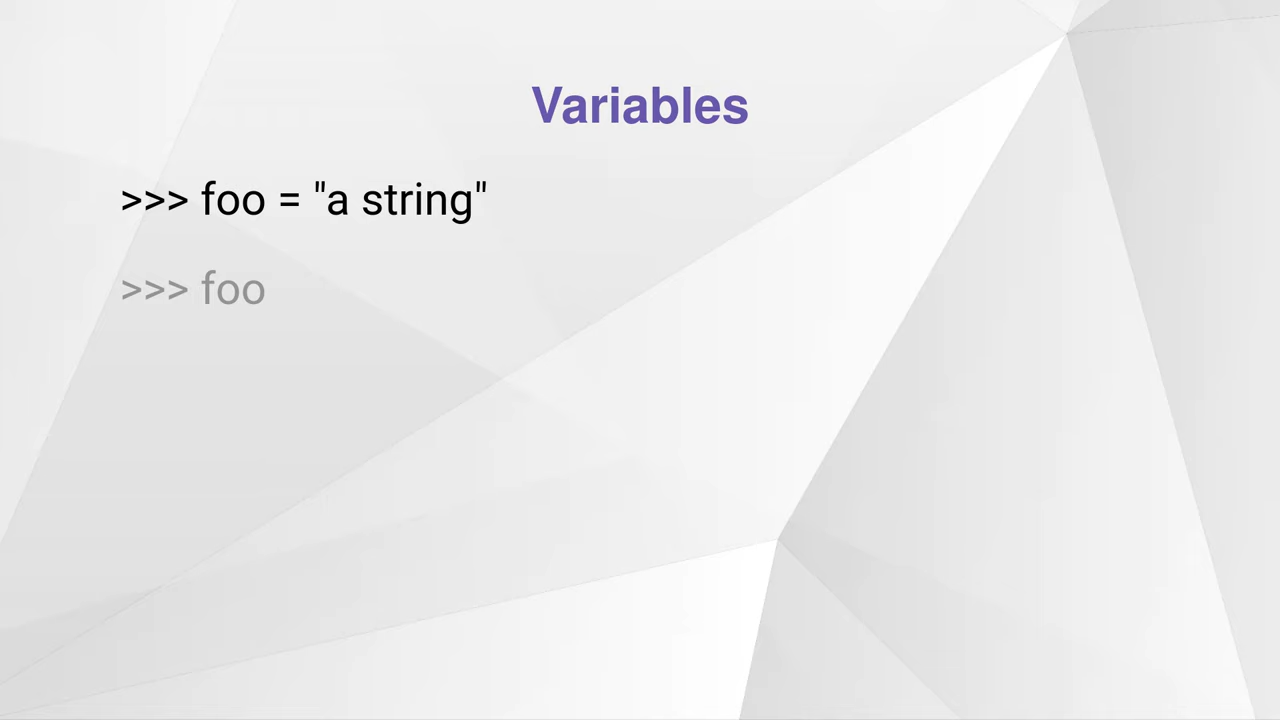 Variables
>>> foo = "a string"
>>> foo